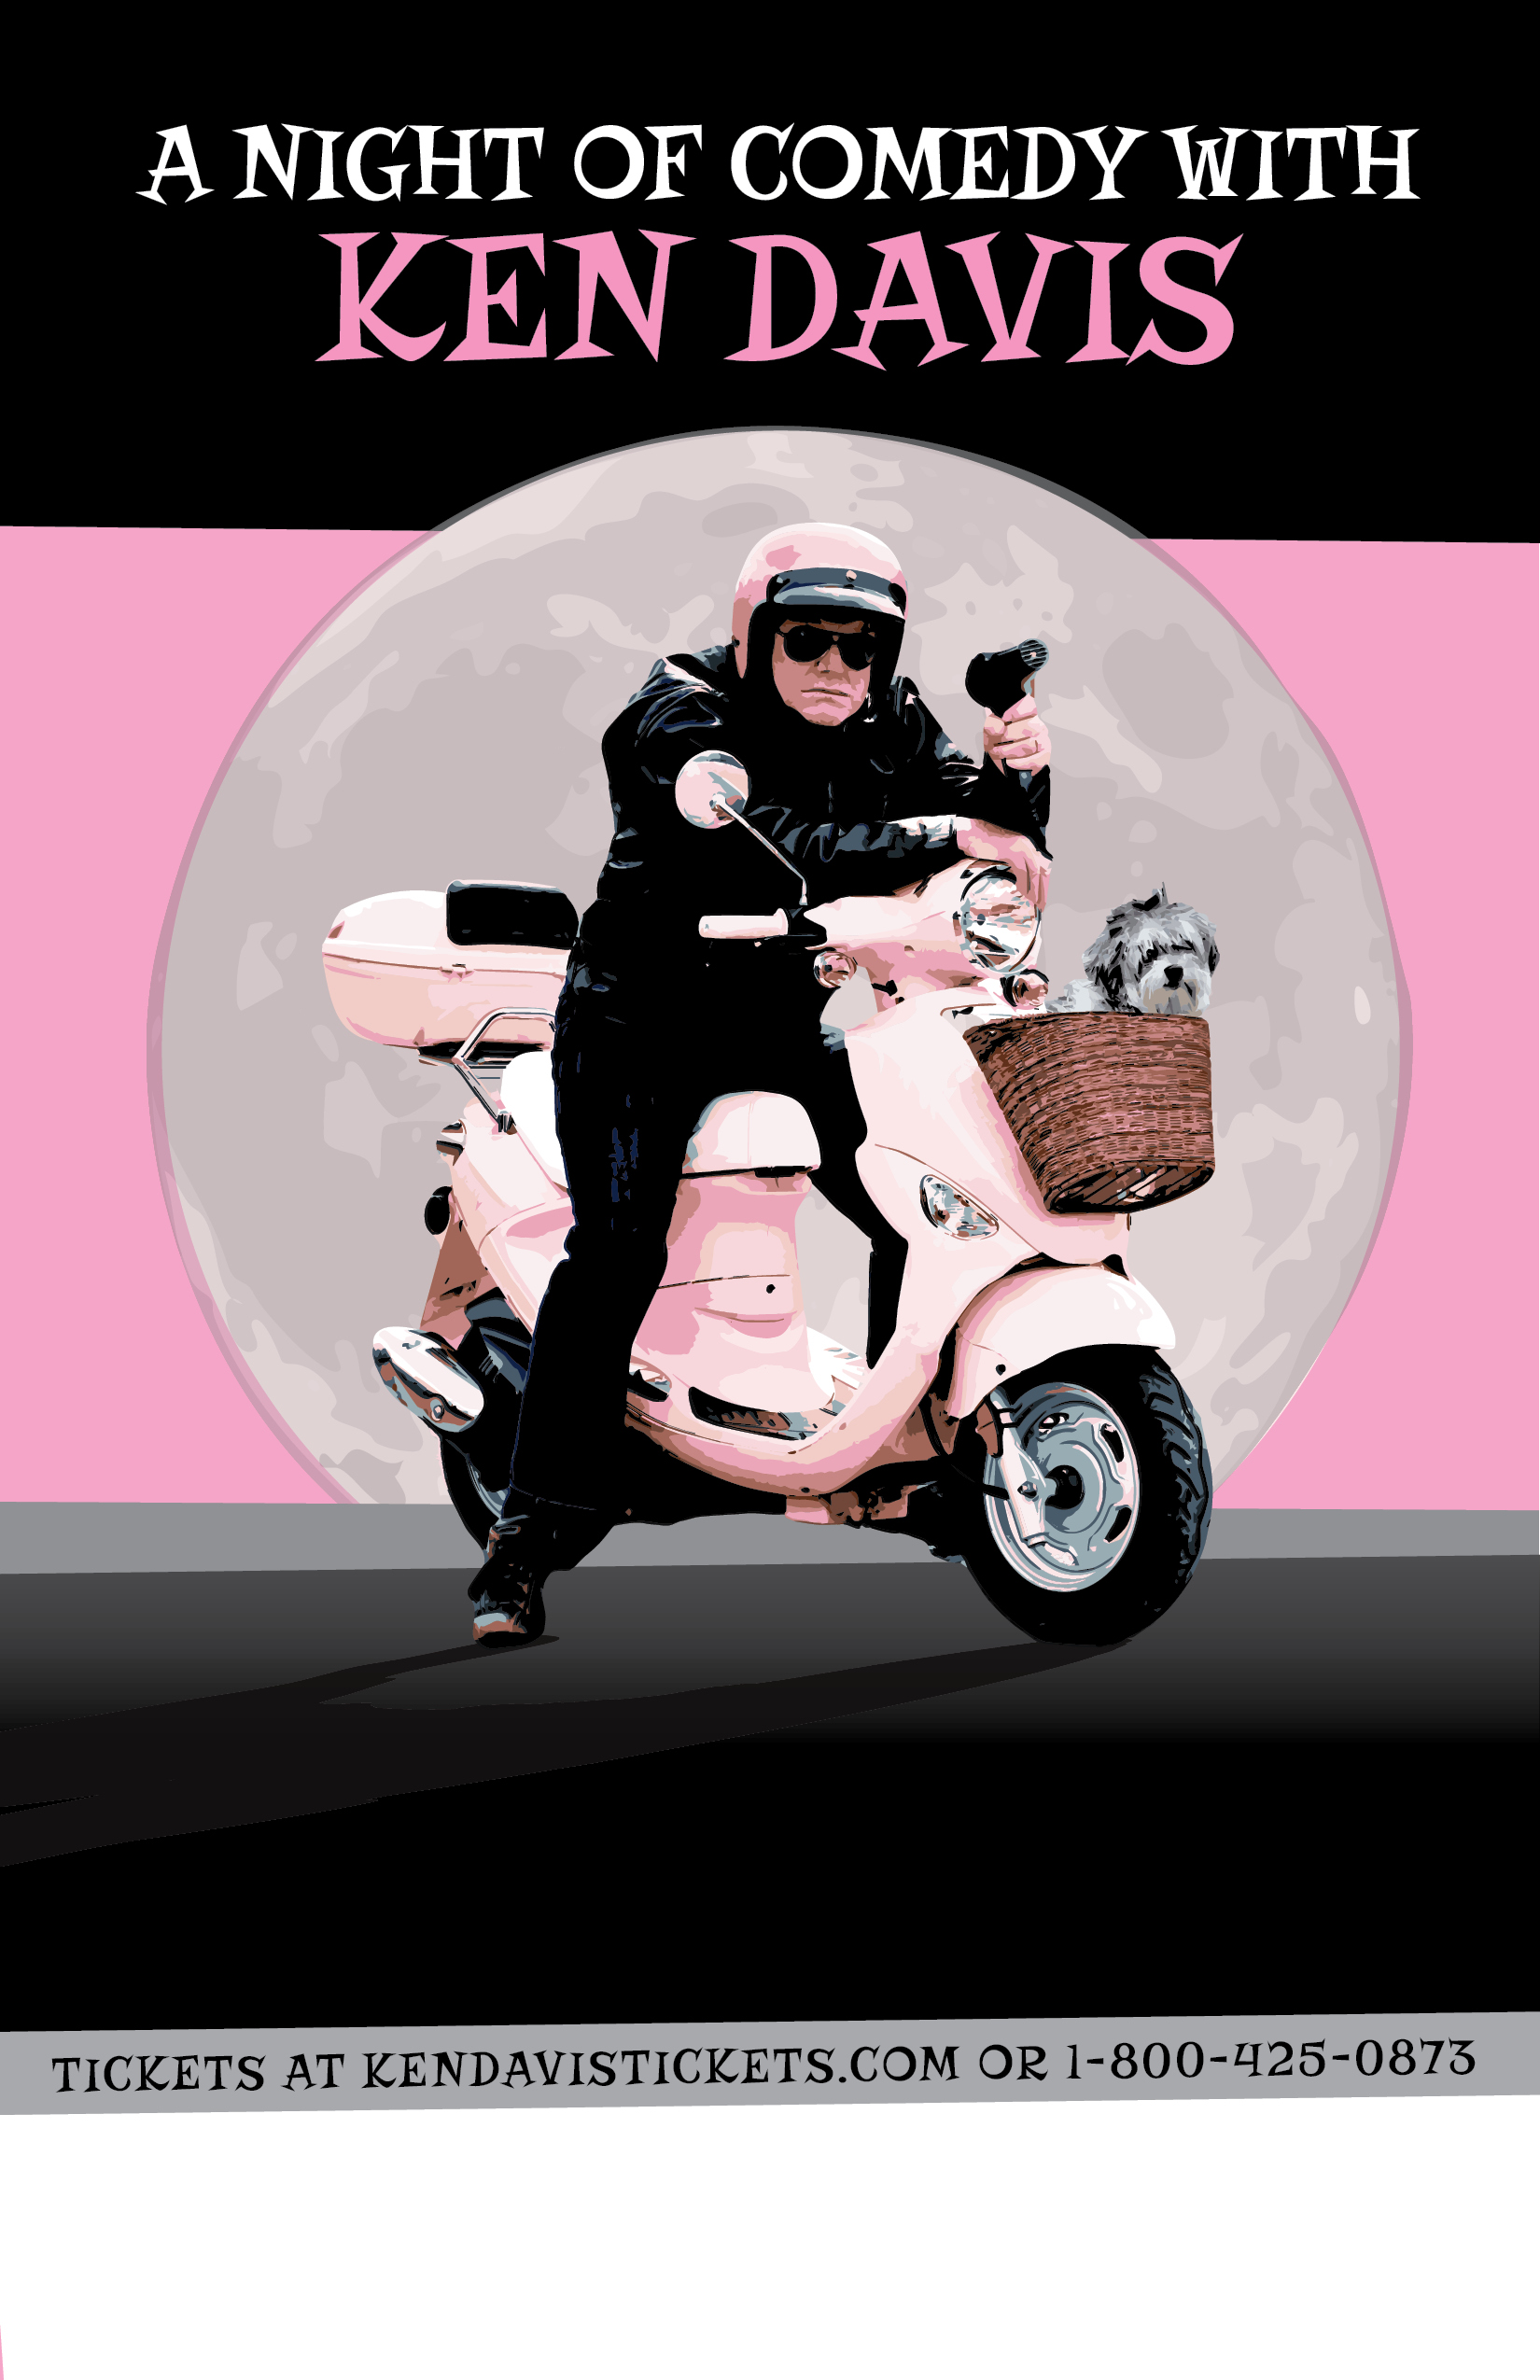 A NIGHT OF COMEDY WITH
KEN DAVIS
TICKETS AT KENDAVISTICKETS.COM OR 1-800-425-0873